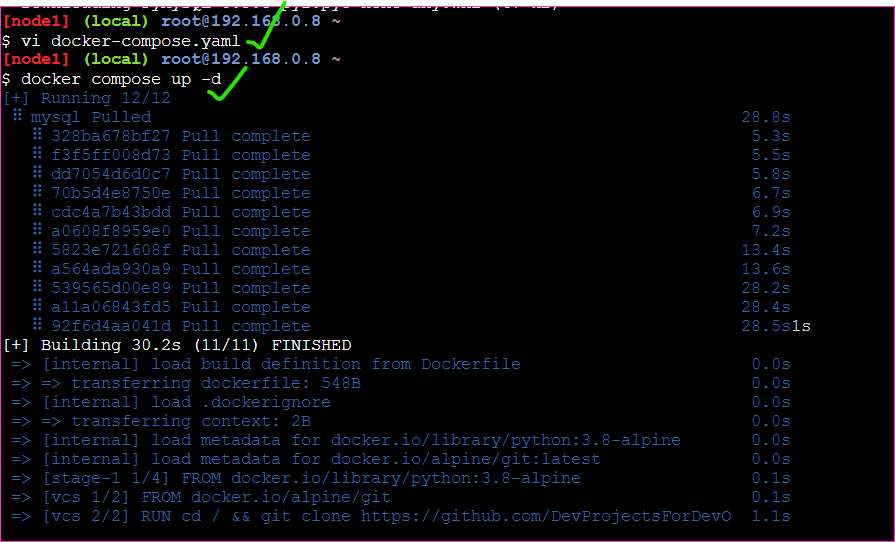 [node1] (local) root@192.168.0.8 ~
$ vi docker-compose.yaml
[node1] (local) root@192.168.0.8 ~
$ docker compose up -d
[+] Running 12/12
⠿ mysql Pulled 28.8s
⠿ 328ba678bf27 Pull complete 5.3s
⠿ f3f5ff008d73 Pull complete 5.5s
⠿ dd7054d6d0c7 Pull complete 5.8s
⠿ 70b5d4e8750e Pull complete 6.7s
⠿ cdc4a7b43bdd Pull complete 6.9s
⠿ a0608f8959e0 Pull complete 7.2s
⠿ 5823e721608f Pull complete 13.4s
⠿ a564ada930a9 Pull complete 13.6s
⠿ 539565d00e89 Pull complete 28.2s
⠿ a11a06843fd5 Pull complete 28.4s
⠿ 92f6d4aa041d Pull complete 28.5s1s
[+] Building 30.2s (11/11) FINISHED
=> [internal] load build definition from Dockerfile 0.0s
=> => transferring dockerfile: 548B 0.0s
=> [internal] load .dockerignore 0.0s
=> => transferring context: 2B 0.0s
=> [internal] load metadata for docker.io/library/python:3.8-alpine 0.0s
=> [internal] load metadata for docker.io/alpine/git:latest 0.0s
=> [stage-1 1/4] FROM docker.io/library/python:3.8-alpine 0.1s
=> [vcs 1/2] FROM docker.io/alpine/git 0.1s
=> [vcs 2/2] RUN cd / && git clone https://github.com/DevProjectsForDevO 1.1s